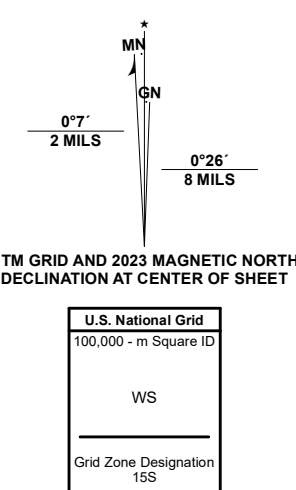 MN
GN
0°7´
2 MILS
0°26´
8 MILS
TM GRID AND 2023 MAGNETIC NORTH
DECLINATION AT CENTER OF SHEET
U.S. National Grid
100,000 - m Square ID
WS
Grid Zone Designation
15S